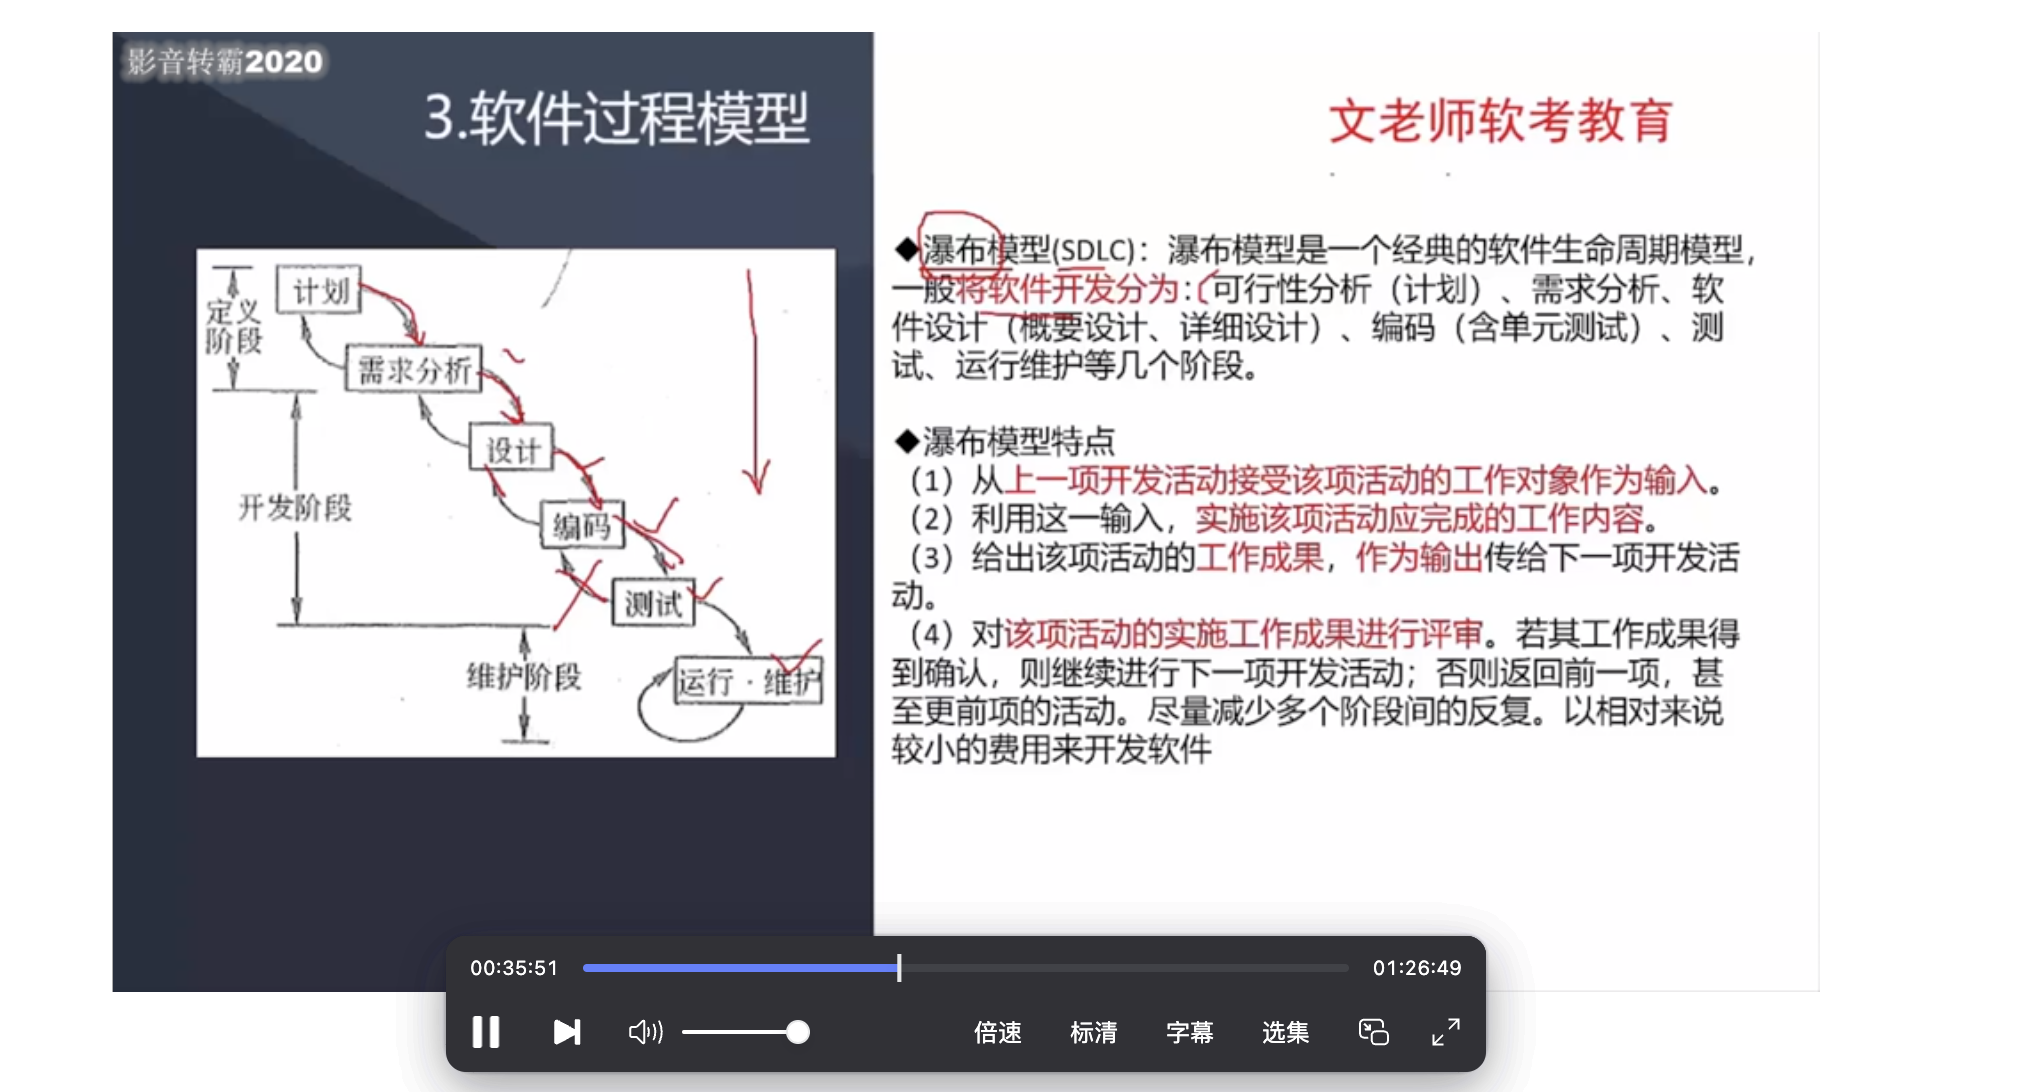 影音转霸2020
3.软件过程模型
计划
定义
阶段
需求分析
设计
开发阶段
编码
测试
维护阶段
运行·维护
文老师软考教育
◆瀑布模型(SDLC)：瀑布模型是一个经典的软件生命周期模型，
一般将软件开发分为：可行性分析（计划）、需求分析、软
件设计（概要设计、详细设计）、编码（含单元测试）、测
试、运行维护等几个阶段。
◆瀑布模型特点
（1）从上一项开发活动接受该项活动的工作对象作为输入。
（2）利用这一输入，实施该项活动应完成的工作内容。
（3）给出该项活动的工作成果，作为输出传给下一项开发活
动。
（4）对该项活动的实施工作成果进行评审。若其工作成果得
到确认，则继续进行下一项开发活动；否则返回前一项，甚
至更前项的活动。尽量减少多个阶段间的反复。以相对来说
较小的费用来开发软件
00:35:51
01:26:49
倍速 标清 字幕 选集